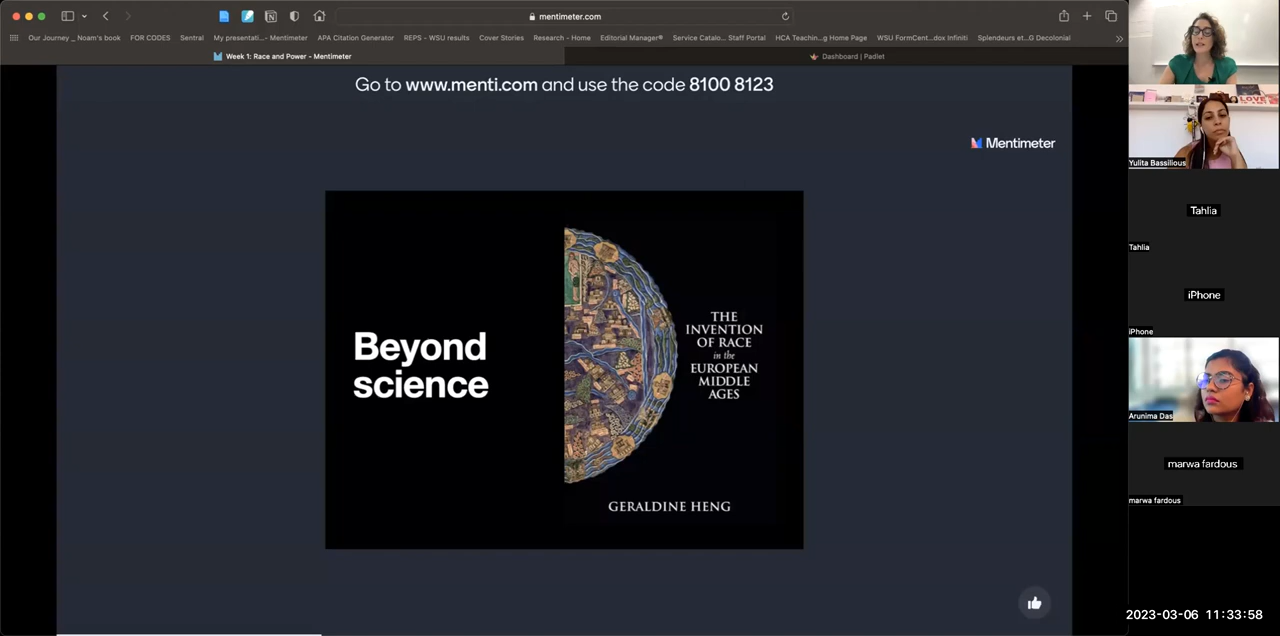 mentimeter.com
Our Journey _ Noam's book FOR CODES Sentral My presentati...- Mentimeter APA Citation Generator REPS - WSU results Cover Stories Research - Home Editorial Manager® Service Catalo... Staff Portal HCA Teachin...g Home Page WSU FormCent...dox Infiniti Splendeurs et...G Decolonial
Week 1: Race and Power - Mentimeter
Dashboard | Padlet
Go to www.menti.com and use the code 8100 8123
Mentimeter
Beyond
science
THE
INVENTION
OF RACE
in the
EUROPEAN
MIDDLE
AGES
GERALDINE HENG
LOVE
Yulita Bassilious
Tahlia
Tahlia
iPhone
iPhone
Arunima Das
marwa fardous
marwa fardous
2023-03-06 11:33:58